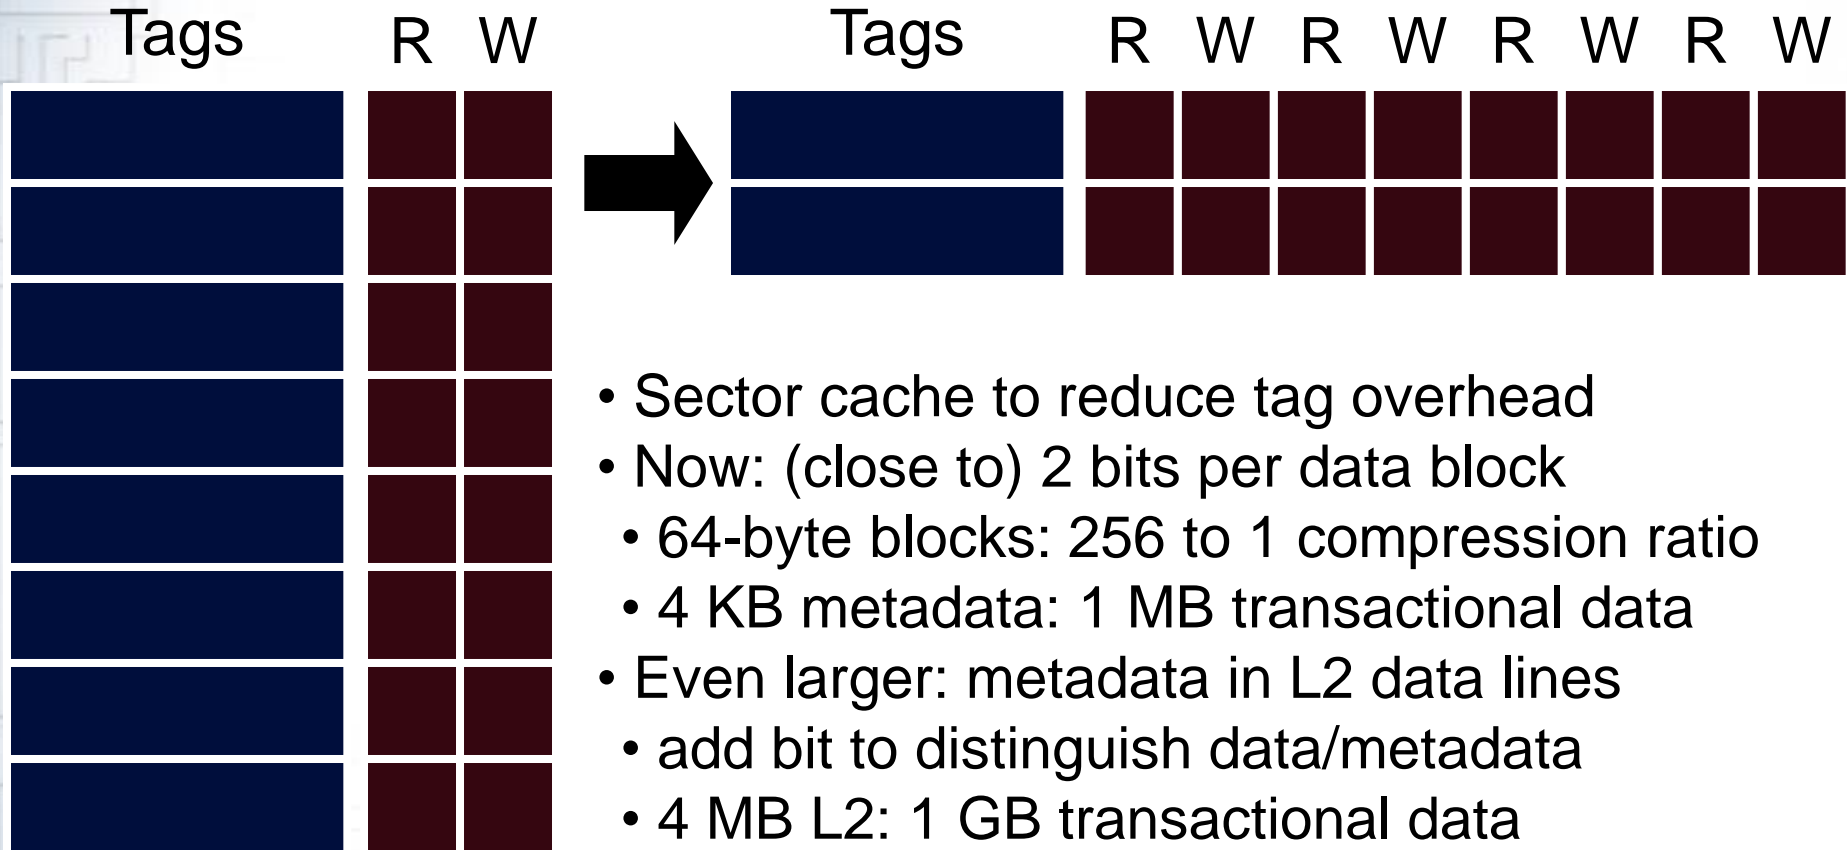 Tags R W Tags R W R W R W R W
• Sector cache to reduce tag overhead
• Now: (close to) 2 bits per data block
• 64-byte blocks: 256 to 1 compression ratio
• 4 KB metadata: 1 MB transactional data
• Even larger: metadata in L2 data lines
• add bit to distinguish data/metadata
• 4 MB L2: 1 GB transactional data